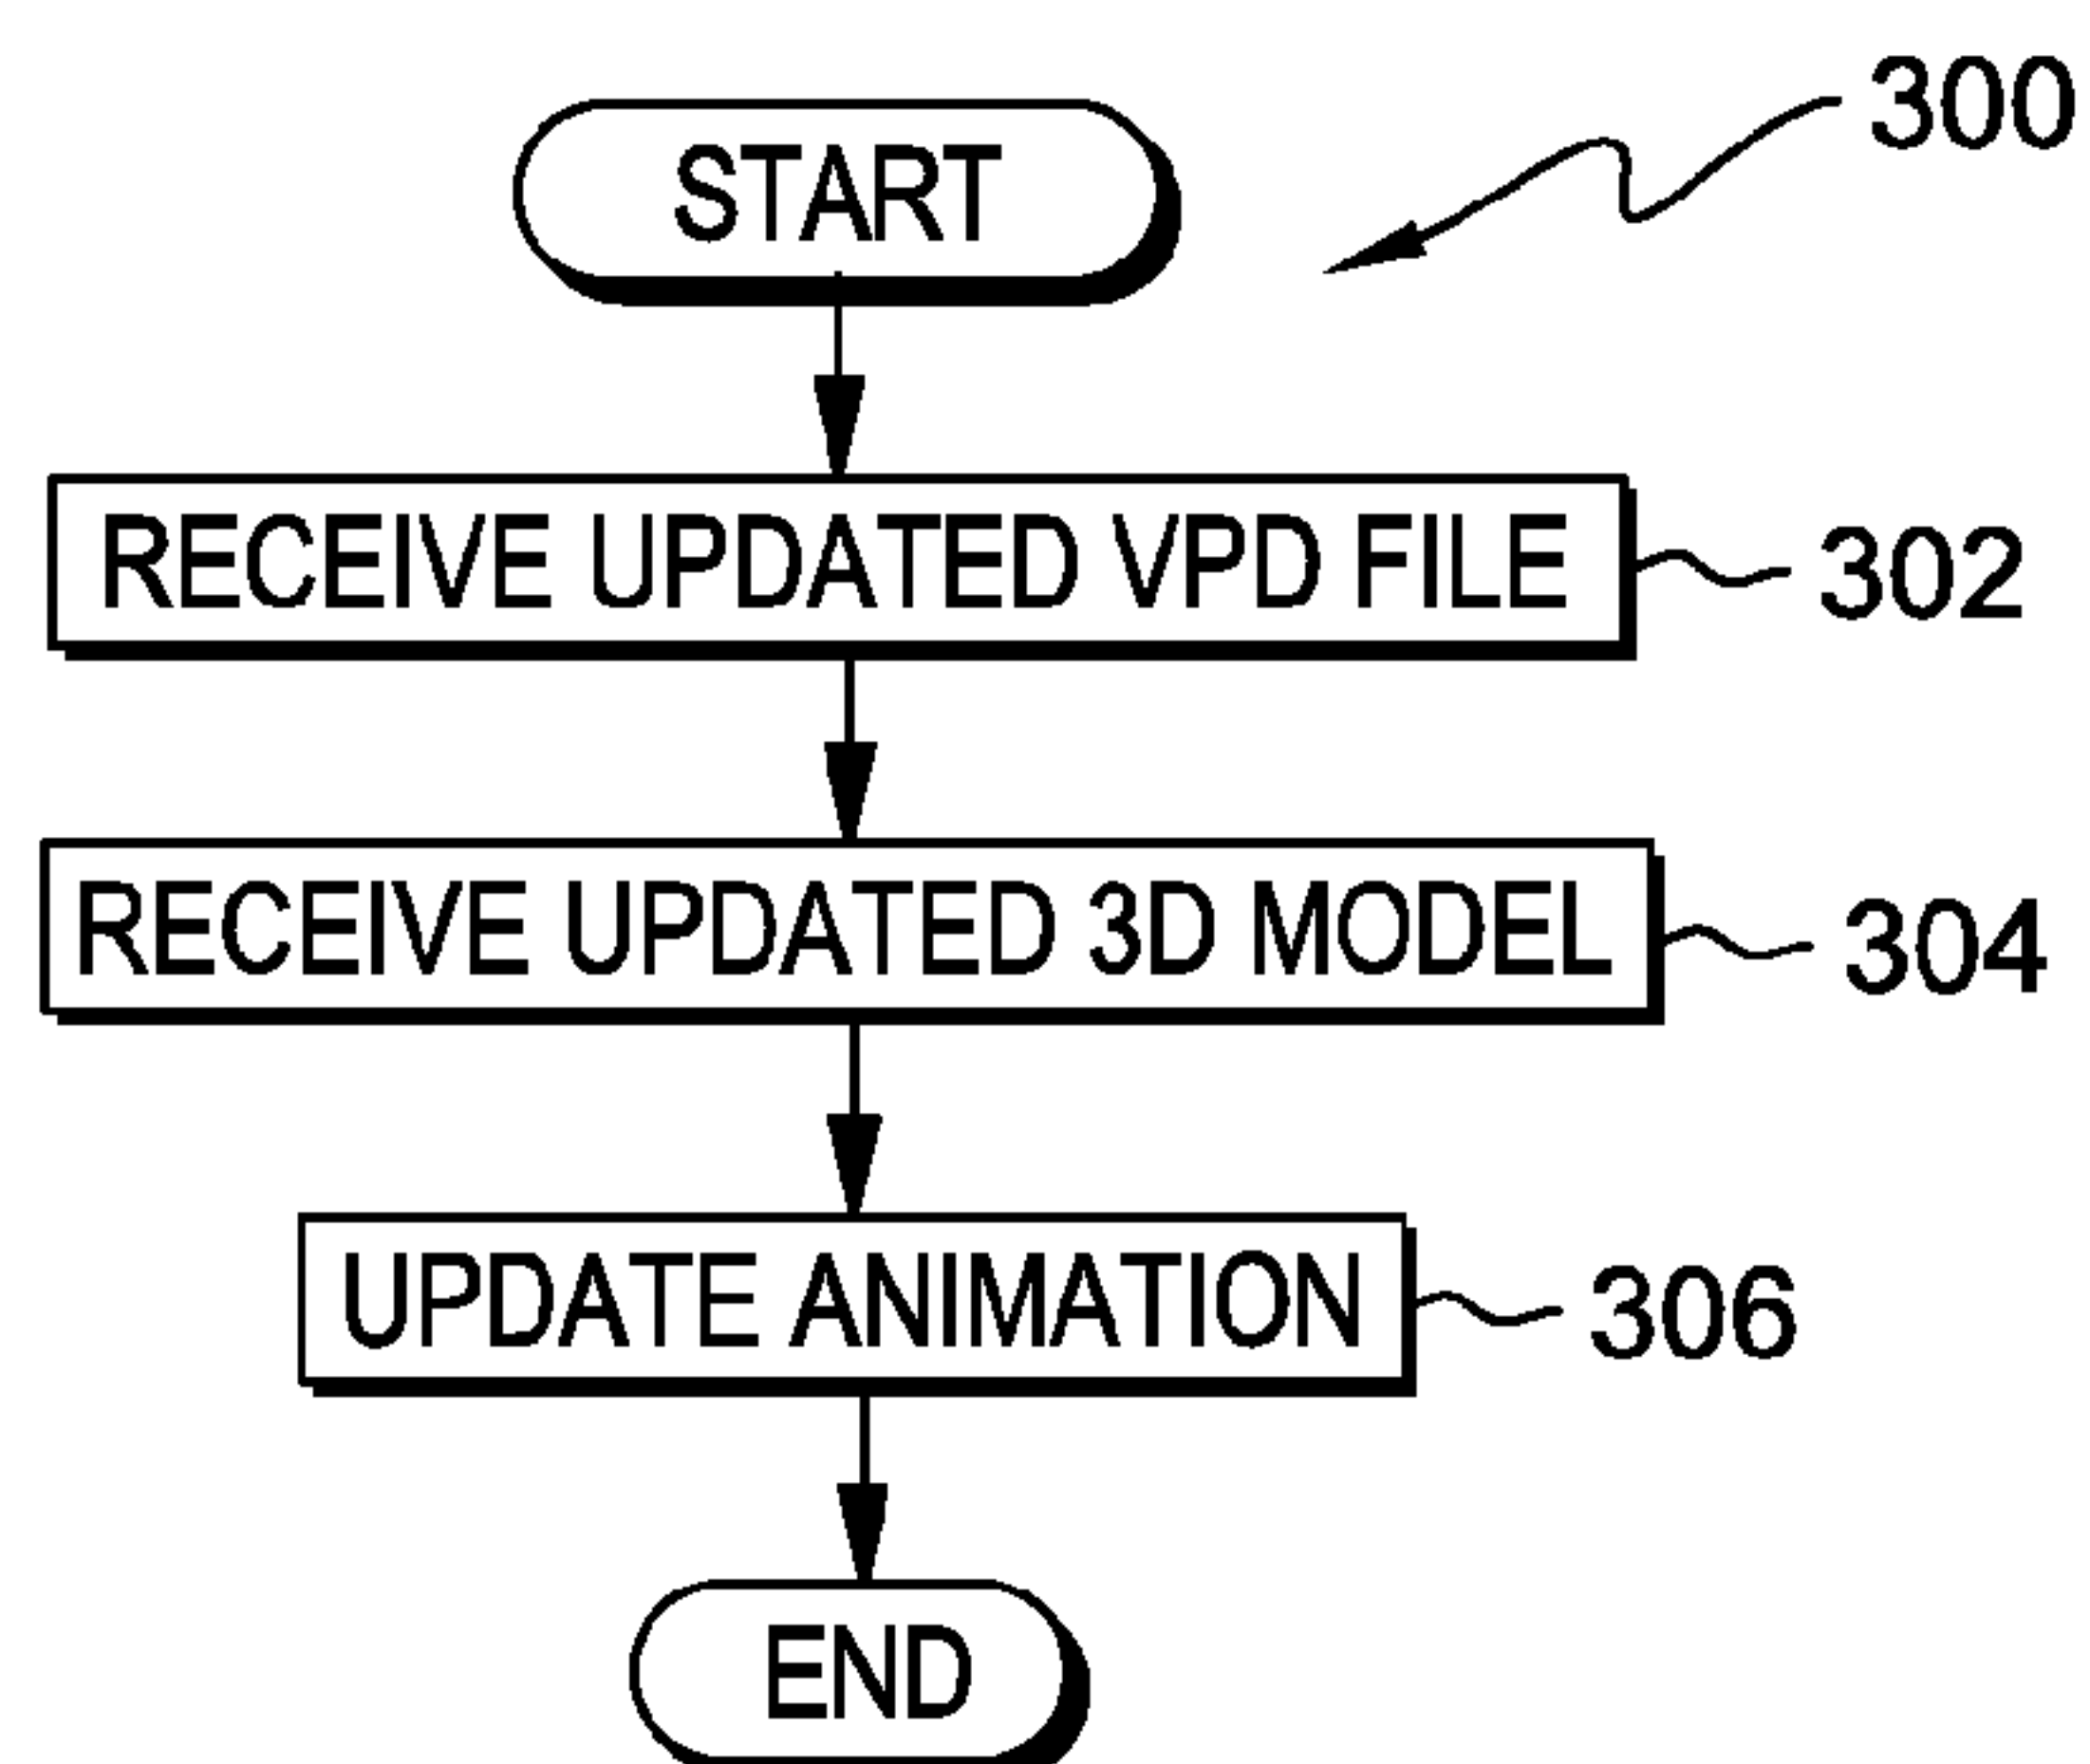 START
300
RECEIVE UPDATED VPD FILE
302
RECEIVE UPDATED 3D MODEL
304
UPDATE ANIMATION
306
END